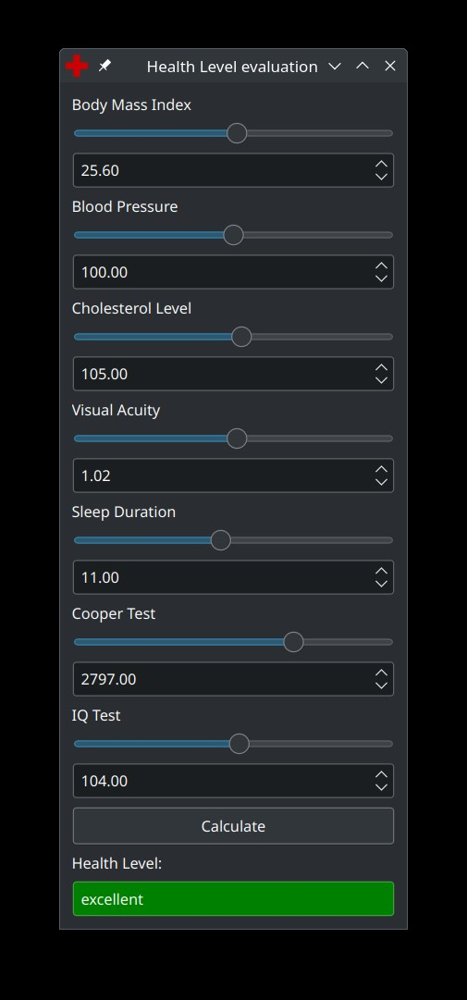 Health Level evaluation
Body Mass Index
25.60
Blood Pressure
100.00
Cholesterol Level
105.00
Visual Acuity
1.02
Sleep Duration
11.00
Cooper Test
2797.00
IQ Test
104.00
Calculate
Health Level:
excellent